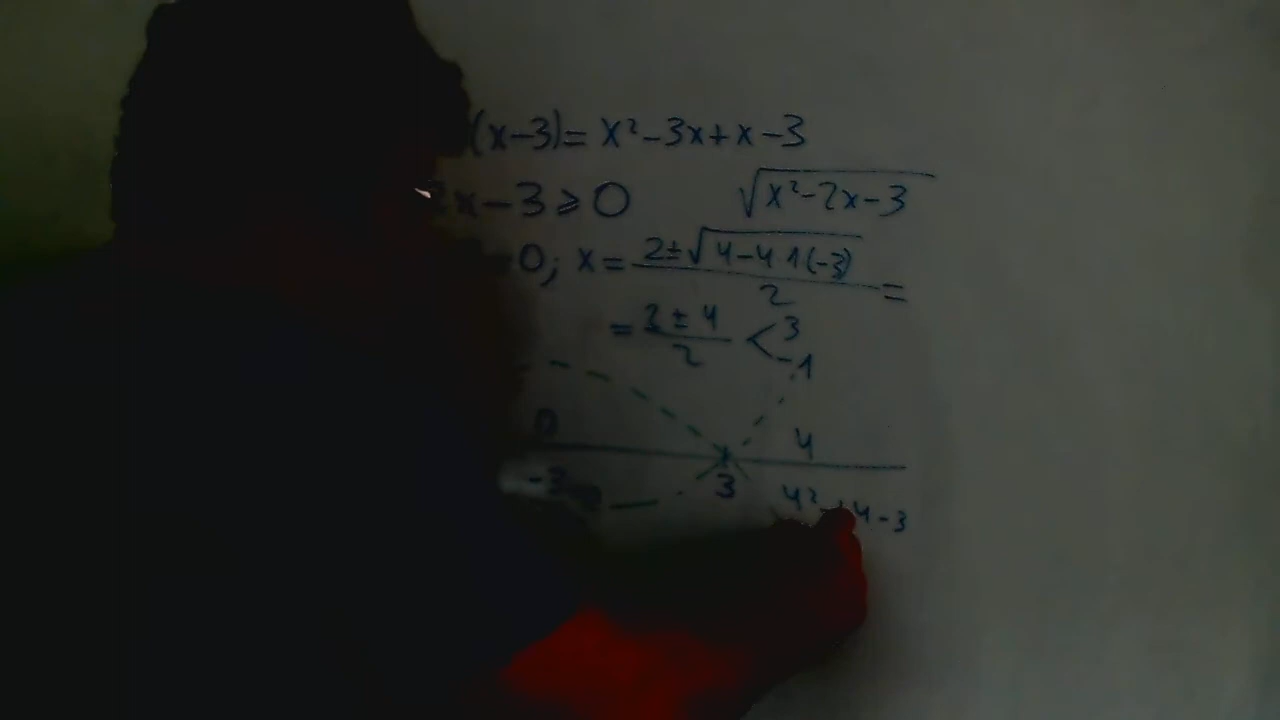 (x-3)=x²-3x+x-3
x-3≥0 √x²-2x-3
=0; x=2±√4-4·1(-3)/2=
=2±4/2 < 3
-1
0 4
-3 3 4² 4-3